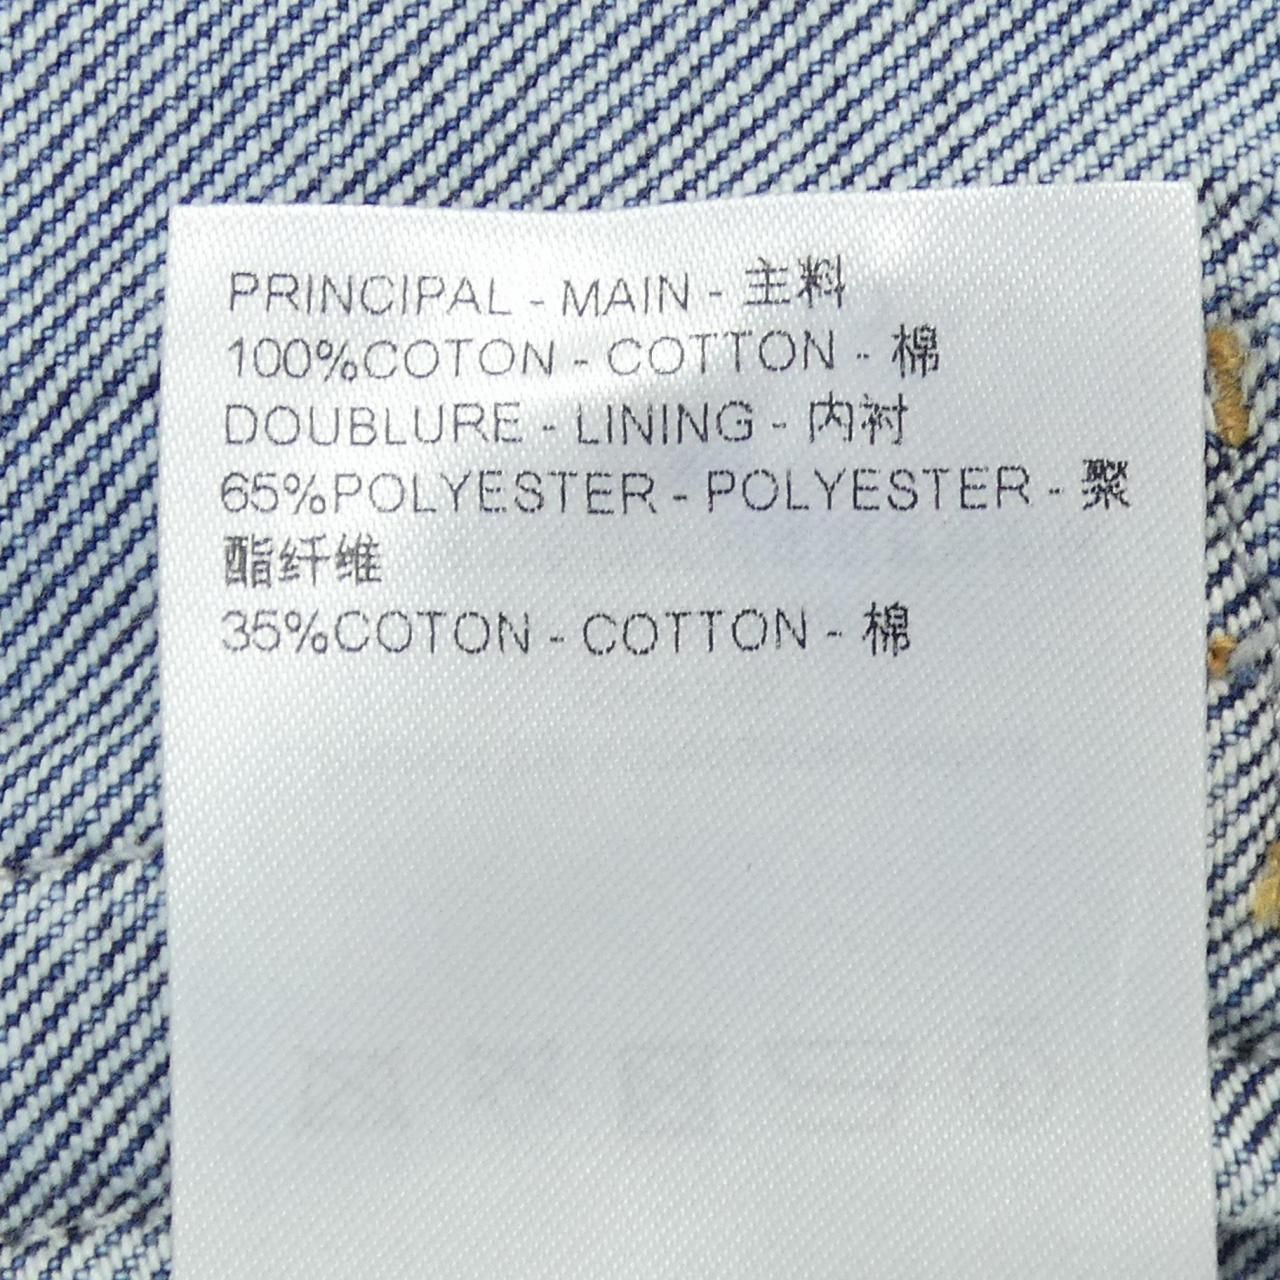 PRINCIPAL - MAIN - 主料
100%COTON - COTTON - 棉
DOUBLURE - LINING - 内衬
65%POLYESTER - POLYESTER - 聚
酯纤维
35%COTON - COTTON - 棉